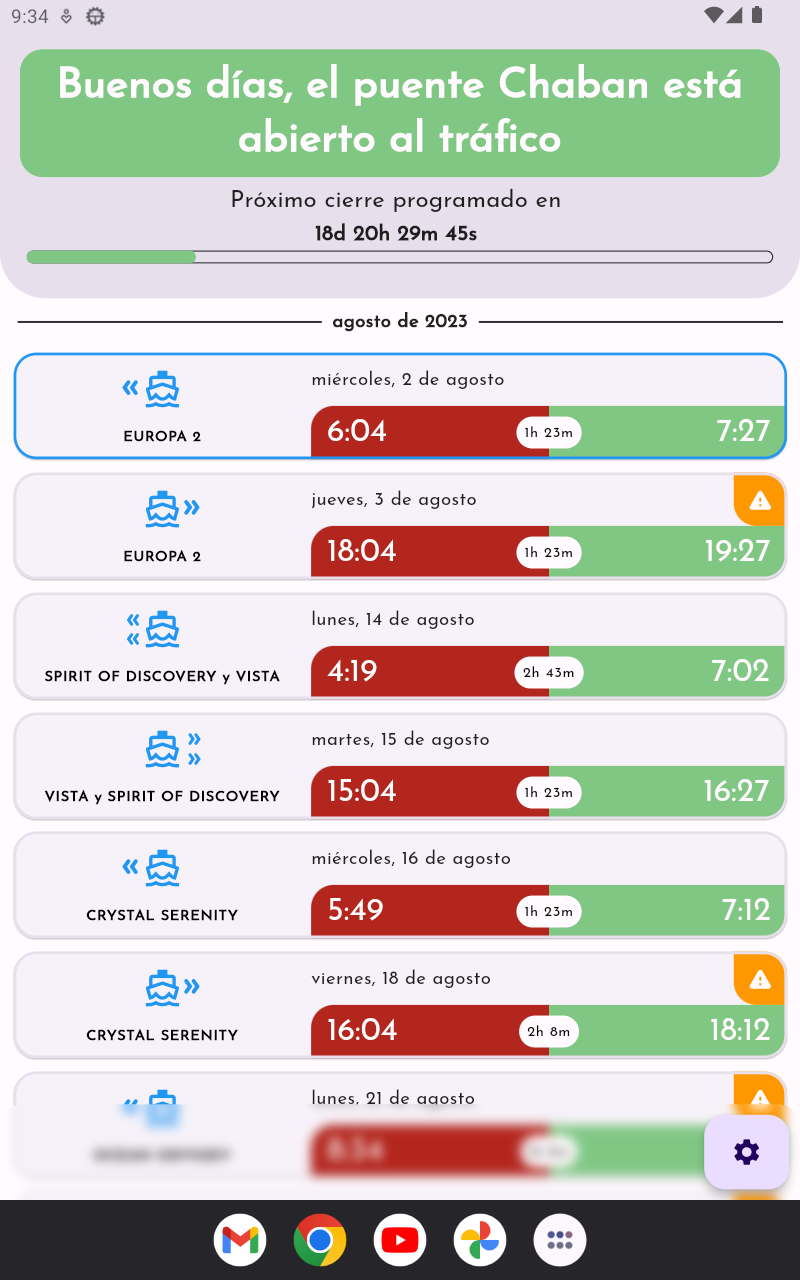 9:34
Buenos días, el puente Chaban está
abierto al tráfico
Próximo cierre programado en
18d 20h 29m 45s
agosto de 2023
miércoles, 2 de agosto
EUROPA 2
6:04
1h 23m
7:27
jueves, 3 de agosto
EUROPA 2
18:04
1h 23m
19:27
lunes, 14 de agosto
SPIRIT OF DISCOVERY y VISTA
4:19
2h 43m
7:02
martes, 15 de agosto
VISTA y SPIRIT OF DISCOVERY
15:04
1h 23m
16:27
miércoles, 16 de agosto
CRYSTAL SERENITY
5:49
1h 23m
7:12
viernes, 18 de agosto
CRYSTAL SERENITY
16:04
2h 8m
18:12
lunes, 21 de agosto